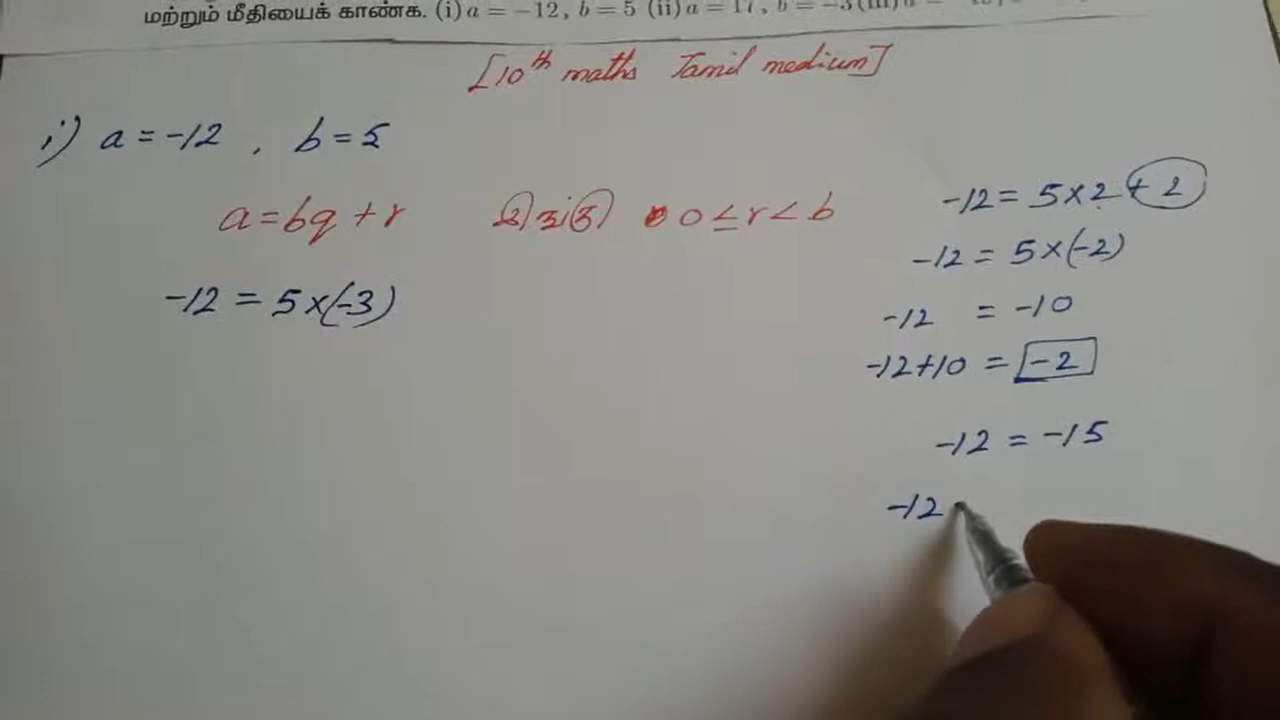 மற்றும் மீதியைக் காண்க. (i) a = −12, b = 5 (ii) a = 17, b = −3 (iii)
[10th maths Tamil medium]
i) a = -12 , b = 5
a = bq + r இங்கு 0 ≤ r < b
-12 = 5×(-3)
-12 = 5×2 + 2
-12 = 5×(-2)
-12 = -10
-12+10 = -2
-12 = -15
-12